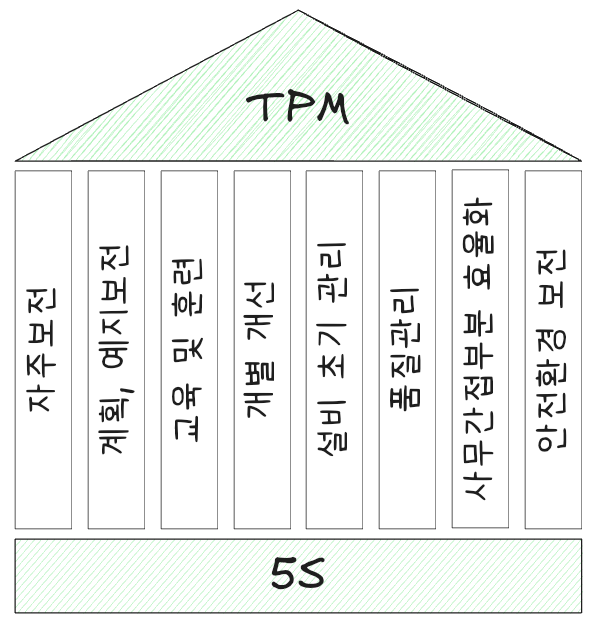 TPM
자주보전
계획, 예지보전
교육 및 훈련
개별 개선
설비 초기 관리
품질관리
사무간접부분 효율화
안전환경 보전
5S